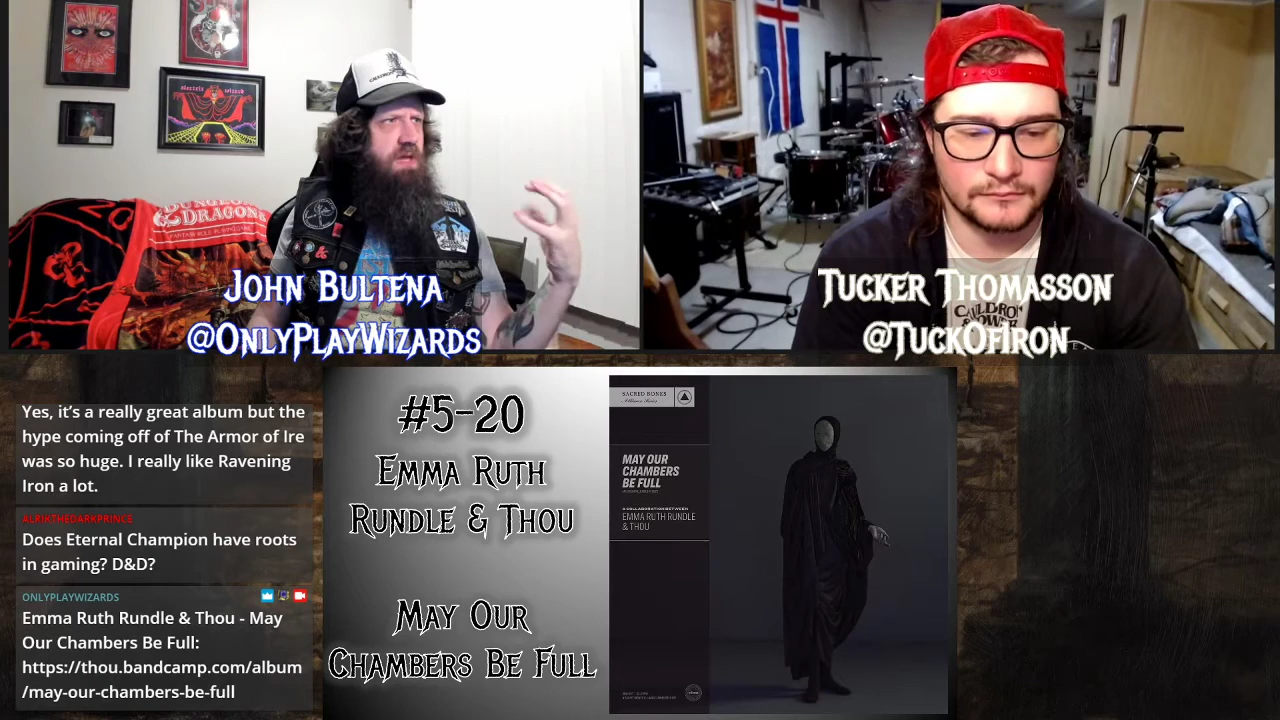 DUNGEONS
& DRAGONS
John Bultena
@OnlyPlayWizards
Tucker Thomasson
@TuckOfIron
Yes, it's a really great album but the
hype coming off of The Armor of Ire
was so huge. I really like Ravening
Iron a lot.
ALRIKTHEDARKPRINCE
Does Eternal Champion have roots
in gaming? D&D?
ONLYPLAYWIZARDS
Emma Ruth Rundle & Thou - May
Our Chambers Be Full:
https://thou.bandcamp.com/album
/may-our-chambers-be-full
#5-20
Emma Ruth
Rundle & Thou
May Our
Chambers Be Full
SACRED BONES
MAY OUR
CHAMBERS
BE FULL
A COLLABORATION BETWEEN
EMMA RUTH RUNDLE
& THOU